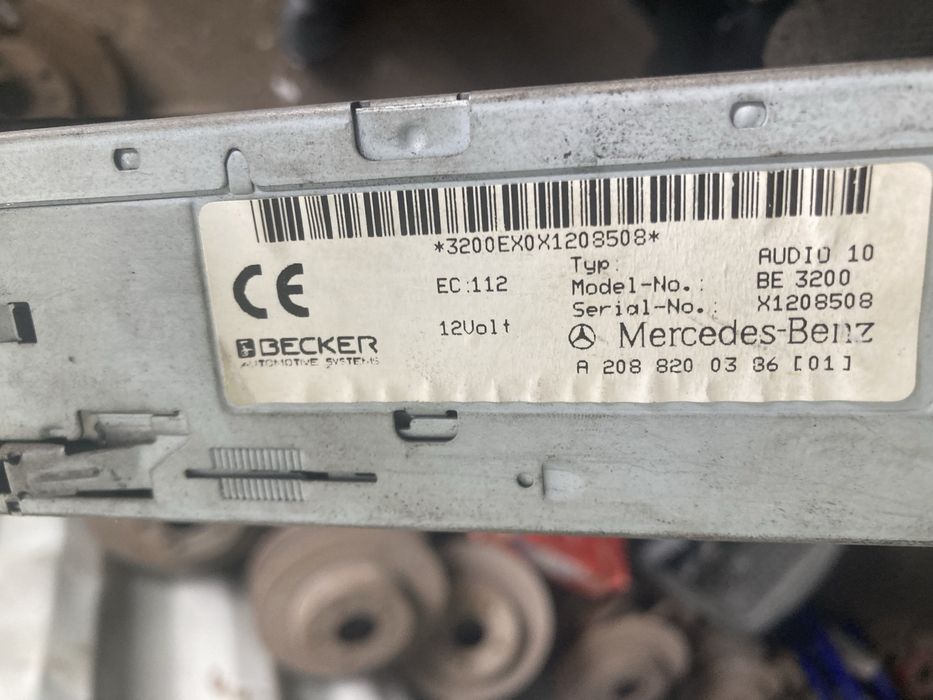 *3200EX0X1208508*
CE
EC:112
12Volt
BECKER
AUTOMOTIVE SYSTEMS
Typ: AUDIO 10
Model-No.: BE 3200
Serial-No.: X1208508
Mercedes-Benz
A 208 820 03 86 [01]